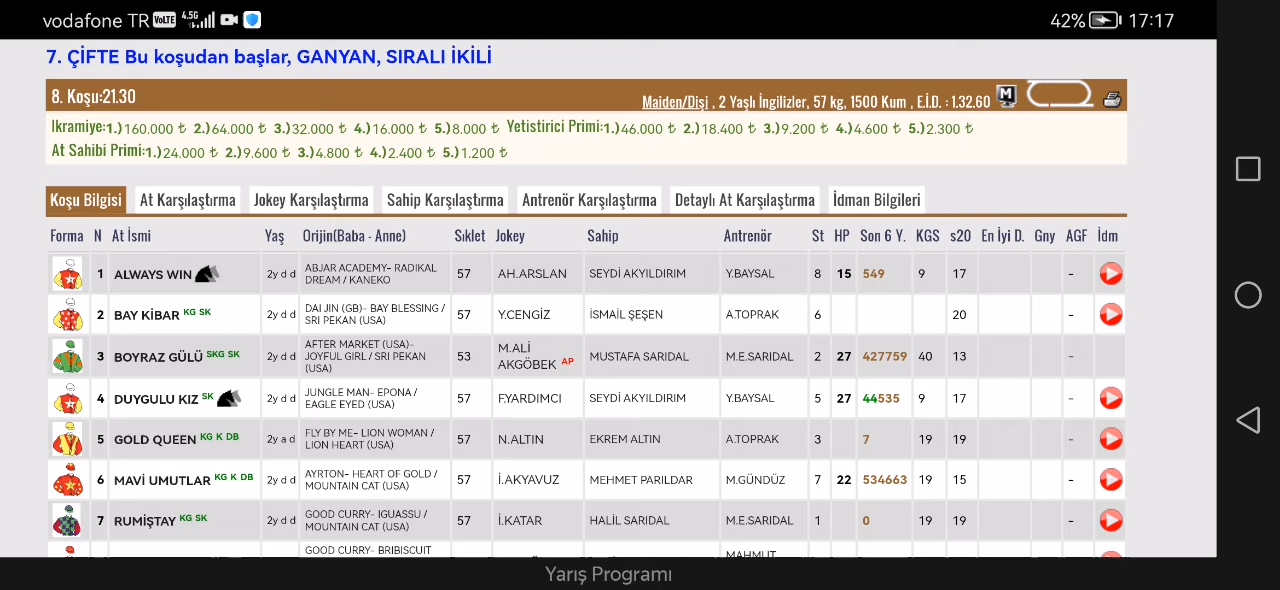 vodafone TR VoLTE 4.5G 42% 17:17
7. ÇİFTE Bu koşudan başlar, GANYAN, SIRALI İKİLİ
8. Koşu:21.30 Maiden/Dişi , 2 Yaşlı İngilizler, 57 kg, 1500 Kum , E.İ.D. : 1.32.60 M
Ikramiye:1.)160.000 ₺ 2.)64.000 ₺ 3.)32.000 ₺ 4.)16.000 ₺ 5.)8.000 ₺ Yetistirici Primi:1.)46.000 ₺ 2.)18.400 ₺ 3.)9.200 ₺ 4.)4.600 ₺ 5.)2.300 ₺
At Sahibi Primi:1.)24.000 ₺ 2.)9.600 ₺ 3.)4.800 ₺ 4.)2.400 ₺ 5.)1.200 ₺
Koşu Bilgisi At Karşılaştırma Jokey Karşılaştırma Sahip Karşılaştırma Antrenör Karşılaştırma Detaylı At Karşılaştırma İdman Bilgileri
Forma N At İsmi Yaş Orijin(Baba - Anne) Sıklet Jokey Sahip Antrenör St HP Son 6 Y. KGS s20 En İyi D. Gny AGF İdm
1 ALWAYS WIN 2y d d ABJAR ACADEMY- RADIKAL DREAM / KANEKO 57 AH.ARSLAN SEYDİ AKYILDIRIM Y.BAYSAL 8 15 549 9 17 -
2 BAY KİBAR KG SK 2y d d DAI JIN (GB)- BAY BLESSING / SRI PEKAN (USA) 57 Y.CENGİZ İSMAİL ŞEŞEN A.TOPRAK 6 20 -
3 BOYRAZ GÜLÜ SKG SK 2y d d AFTER MARKET (USA)- JOYFUL GIRL / SRI PEKAN (USA) 53 M.ALİ AKGÖBEK AP MUSTAFA SARIDAL M.E.SARIDAL 2 27 427759 40 13 -
4 DUYGULU KIZ SK 2y d d JUNGLE MAN- EPONA / EAGLE EYED (USA) 57 F.YARDIMCI SEYDİ AKYILDIRIM Y.BAYSAL 5 27 44535 9 17 -
5 GOLD QUEEN KG K DB 2y a d FLY BY ME- LION WOMAN / LION HEART (USA) 57 N.ALTIN EKREM ALTIN A.TOPRAK 3 7 19 19 -
6 MAVİ UMUTLAR KG K DB 2y d d AYRTON- HEART OF GOLD / MOUNTAIN CAT (USA) 57 İ.AKYAVUZ MEHMET PARILDAR M.GÜNDÜZ 7 22 534663 19 15 -
7 RUMİŞTAY KG SK 2y d d GOOD CURRY- IGUASSU / MOUNTAIN CAT (USA) 57 İ.KATAR HALİL SARIDAL M.E.SARIDAL 1 0 19 19 -
GOOD CURRY- BRIBISCUIT MAHMUT
Yarış Programı